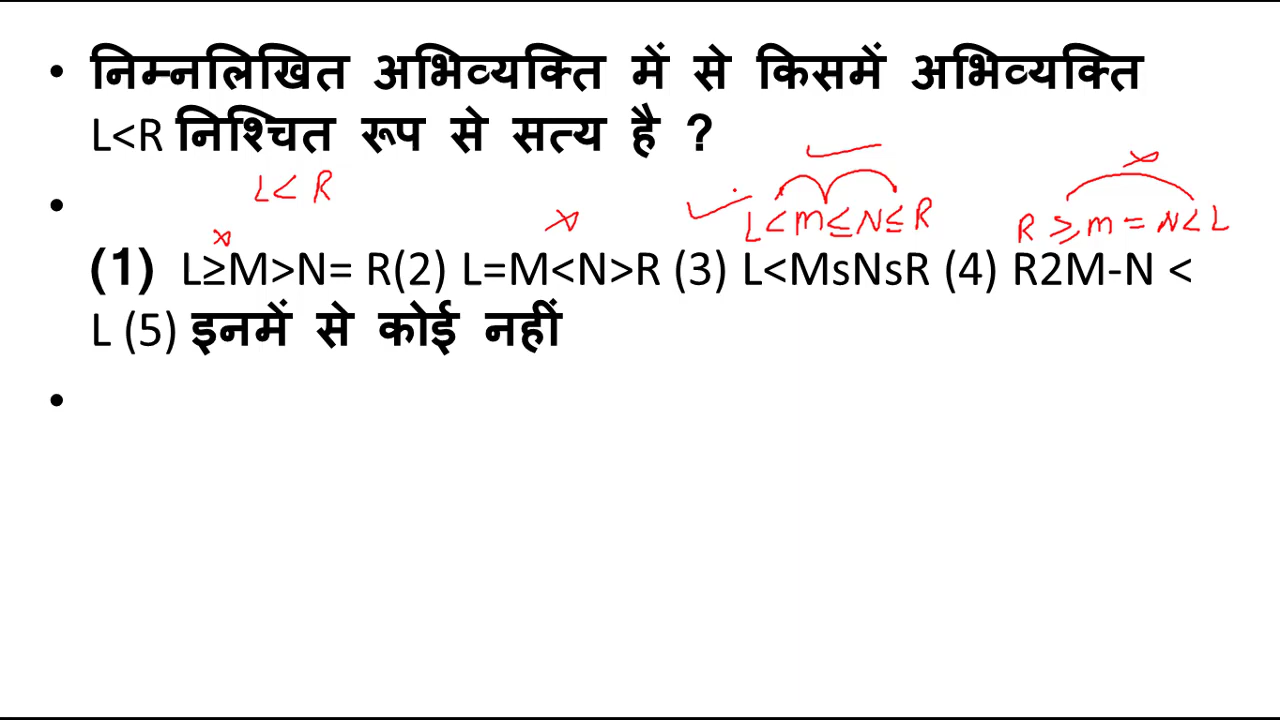 • निम्नलिखित अभिव्यक्ति में से किसमें अभिव्यक्ति
L<R निश्चित रूप से सत्य है ?
L< R
L<M≤N≤R R≥M=N<L
•
(1) L≥M>N= R(2) L=M<N>R (3) L<MsNsR (4) R2M-N <
L (5) इनमें से कोई नहीं
•